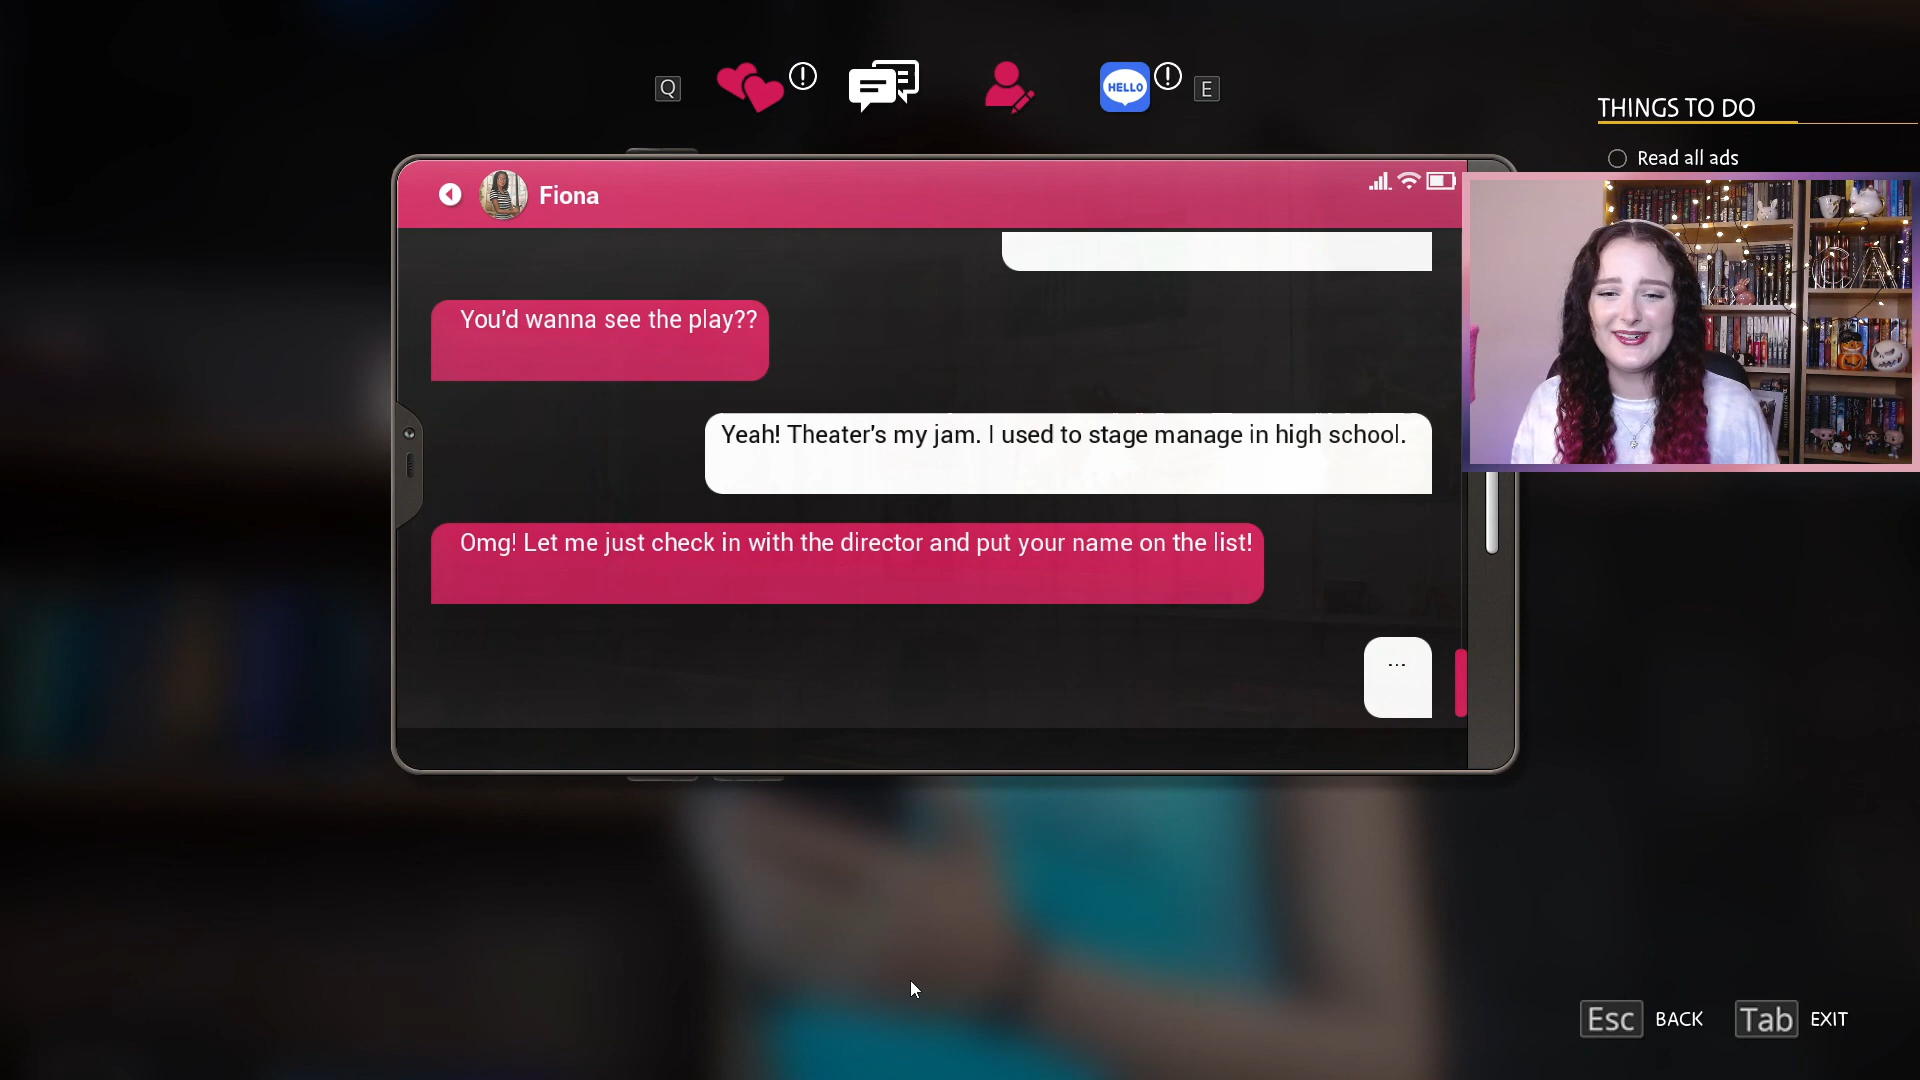 Q
HELLO
E
THINGS TO DO
Read all ads
Fiona
You'd wanna see the play??
Yeah! Theater's my jam. I used to stage manage in high school.
Omg! Let me just check in with the director and put your name on the list!
...
Esc BACK Tab EXIT